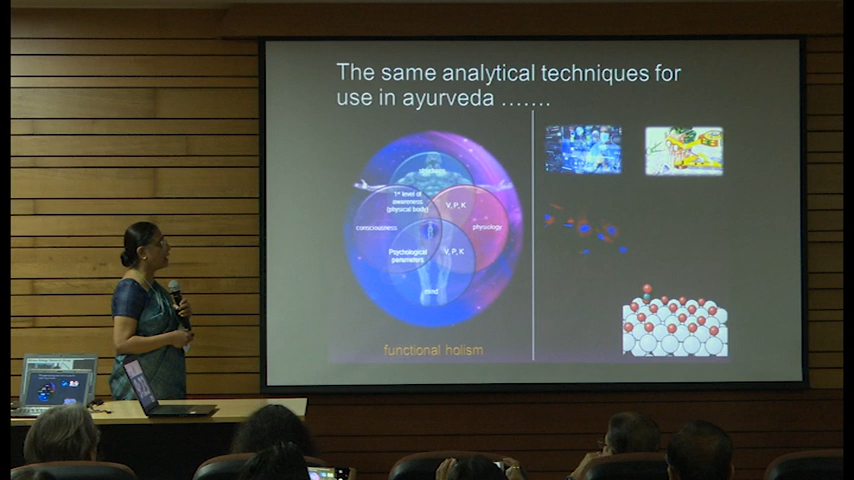 The same analytical techniques for
use in ayurveda .......
1st level of
awareness
(physical body)
V, P, K
consciousness
physiology
Psychological
parameters
V, P, K
mind
functional holism